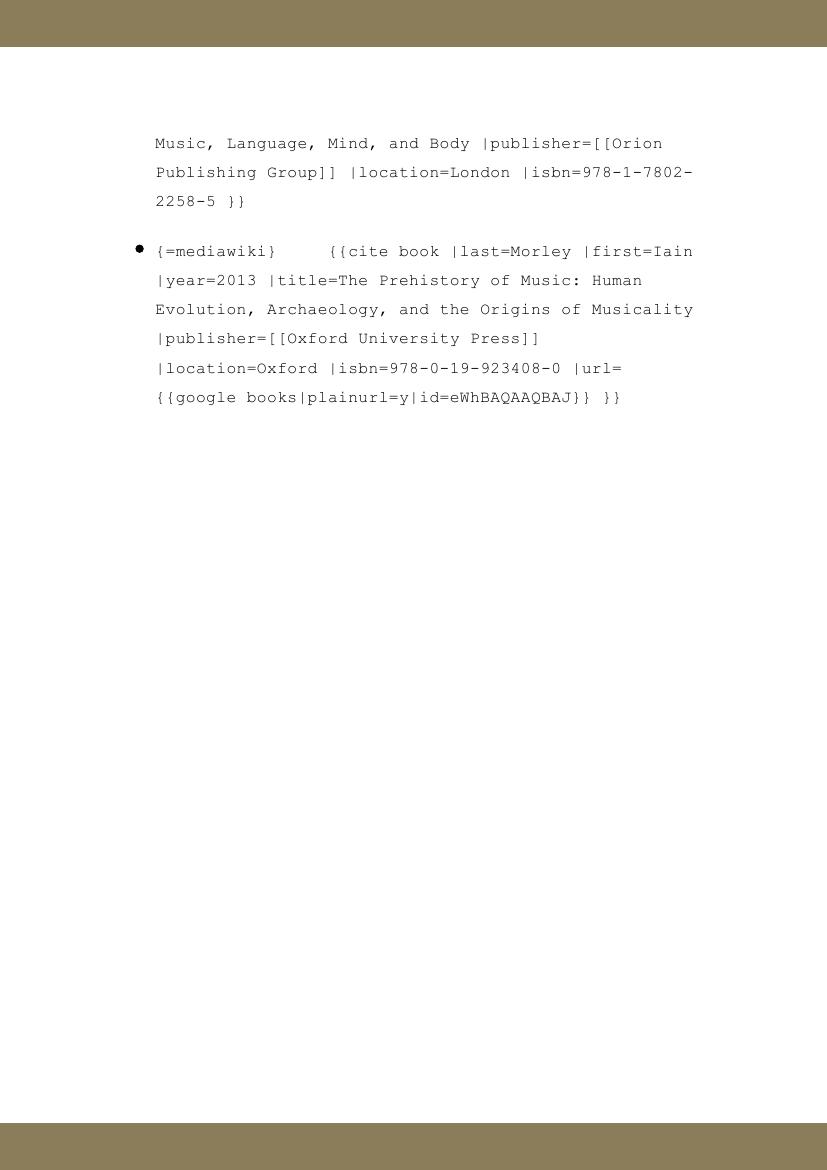 Music, Language, Mind, and Body |publisher=[[Orion
Publishing Group]] |location=London |isbn=978-1-7802-
2258-5 }}
• {=mediawiki} {{cite book |last=Morley |first=Iain
|year=2013 |title=The Prehistory of Music: Human
Evolution, Archaeology, and the Origins of Musicality
|publisher=[[Oxford University Press]]
|location=Oxford |isbn=978-0-19-923408-0 |url=
{{google books|plainurl=y|id=eWhBAQAAQBAJ}} }}